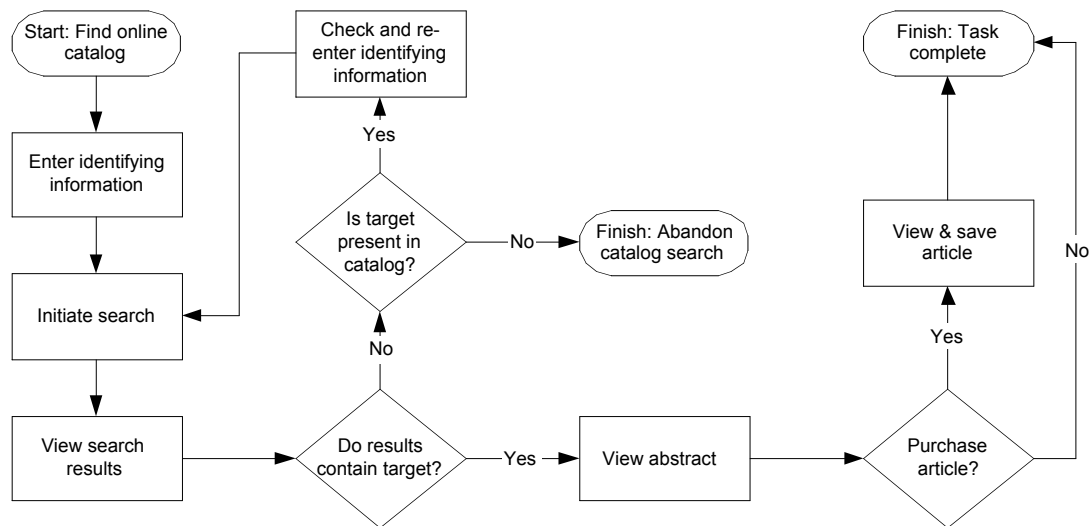 Start: Find online
catalog
Enter identifying
information
Initiate search
View search
results
Do results
contain target?
No
Is target
present in
catalog?
Yes
Check and re-
enter identifying
information
No
Finish: Abandon
catalog search
Yes
View abstract
Purchase
article?
Yes
View & save
article
No
Finish: Task
complete